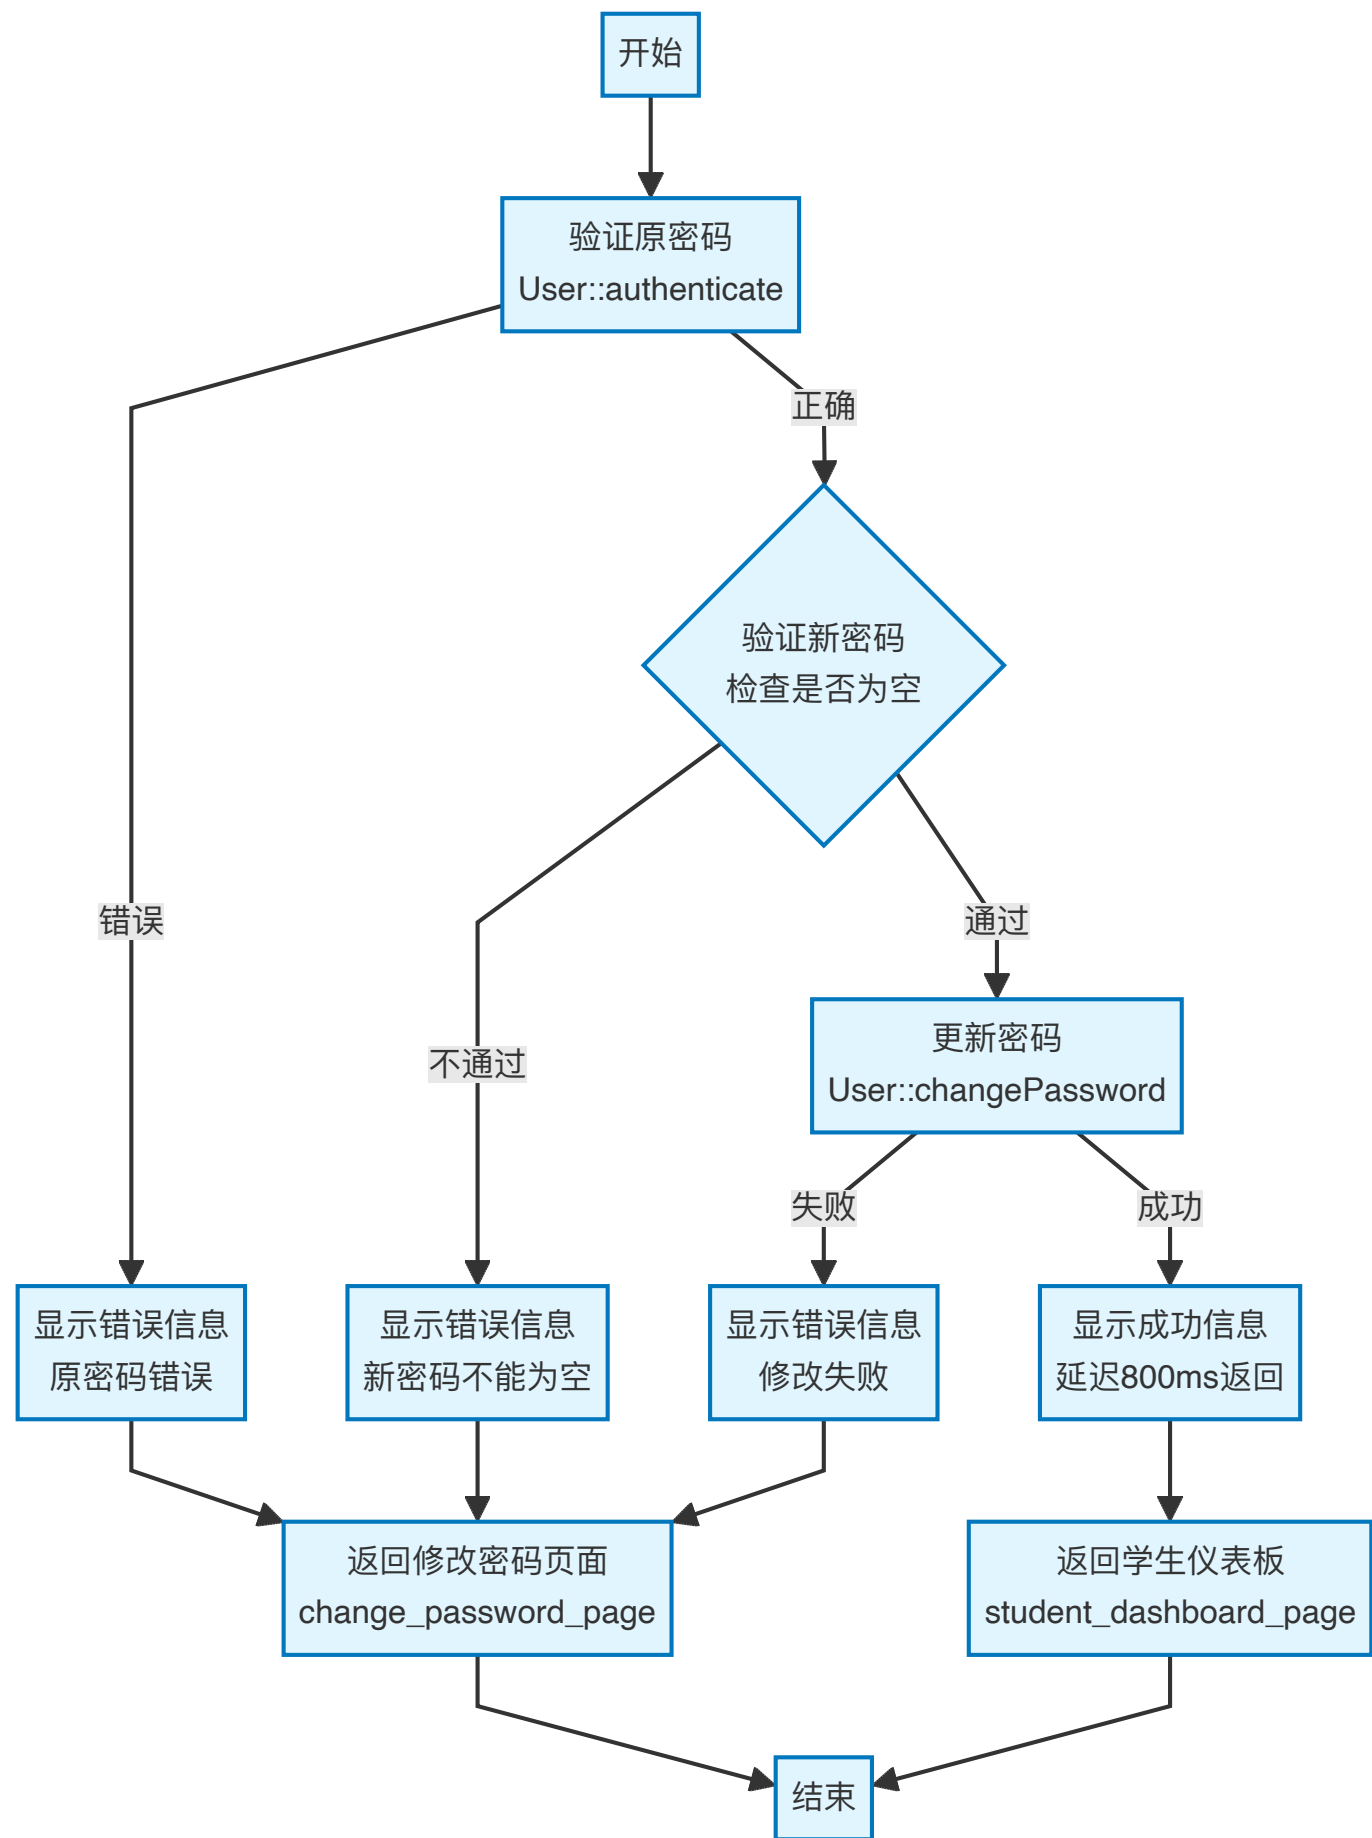 开始
验证原密码
User::authenticate
正确
验证新密码
检查是否为空
错误
通过
不通过
更新密码
User::changePassword
失败
成功
显示错误信息
原密码错误
显示错误信息
新密码不能为空
显示错误信息
修改失败
显示成功信息
延迟800ms返回
返回修改密码页面
change_password_page
返回学生仪表板
student_dashboard_page
结束